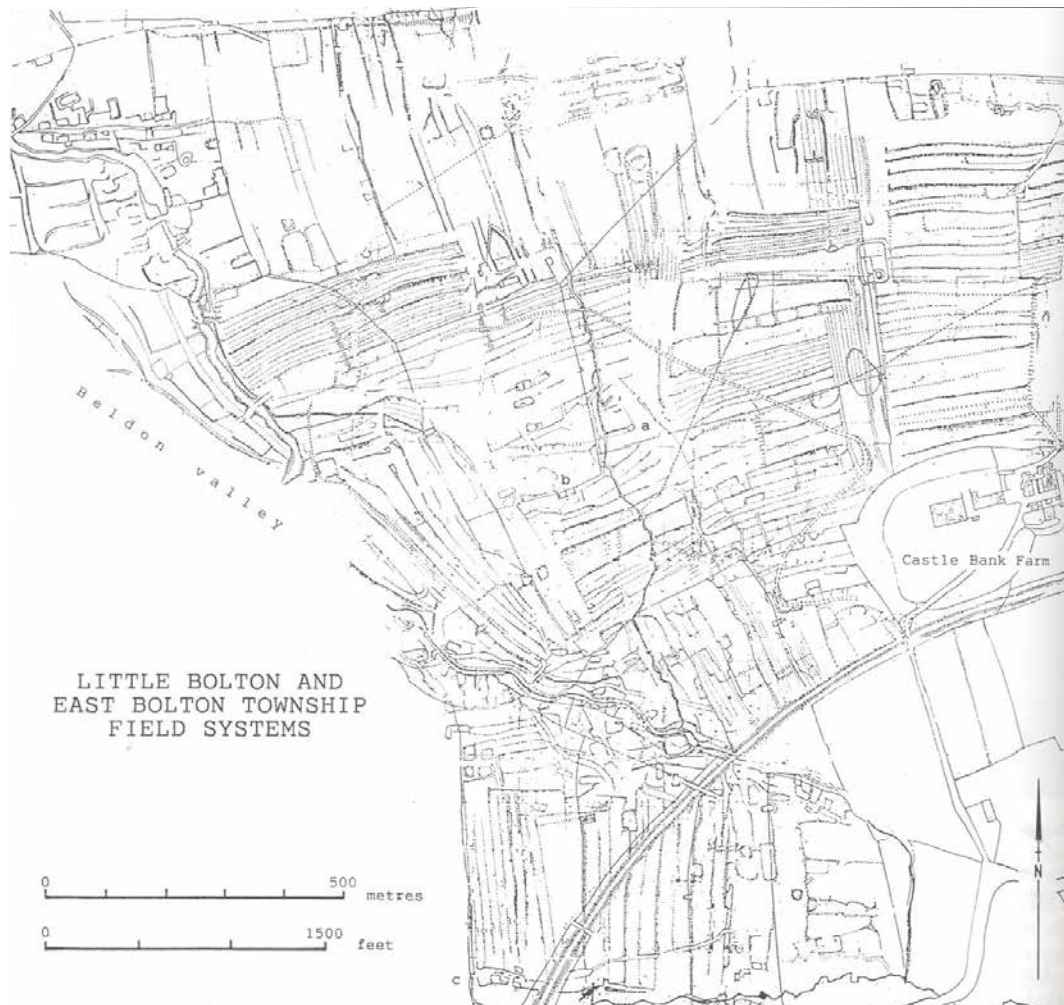 a
b
Beldon valley
Castle Bank Farm
LITTLE BOLTON AND
EAST BOLTON TOWNSHIP
FIELD SYSTEMS
0 500 metres
0 1500 feet
N
c